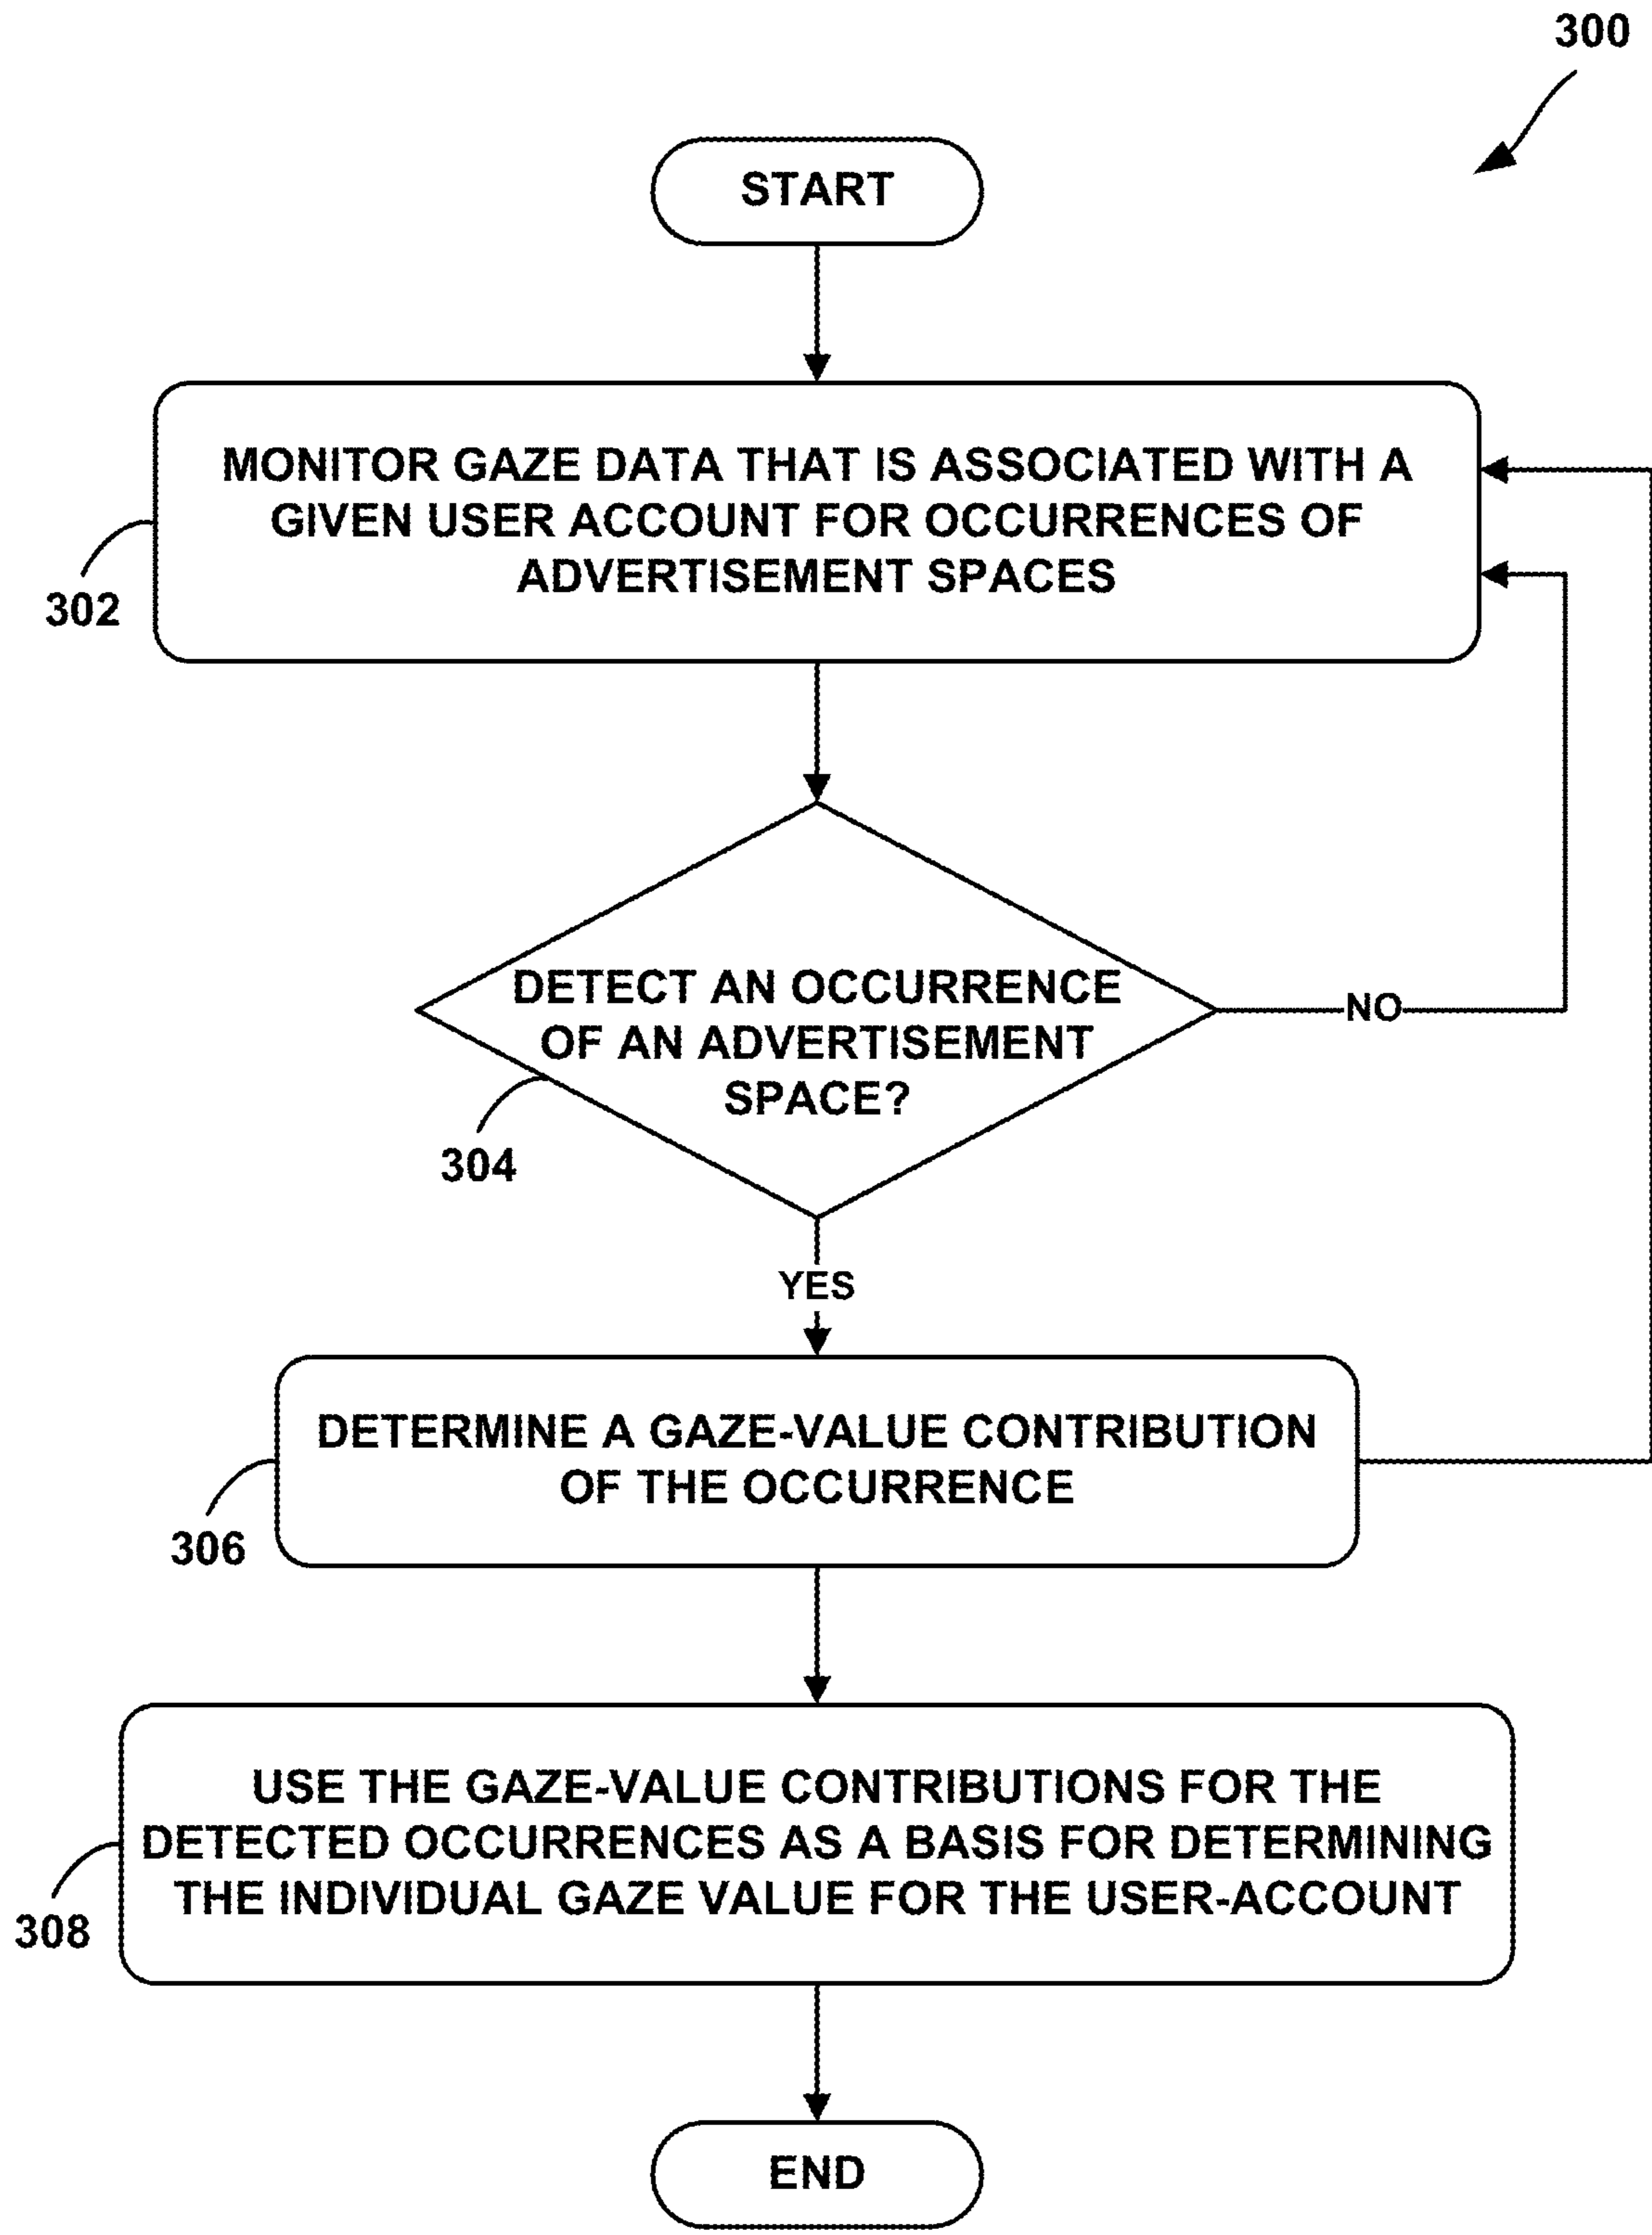 300
START
MONITOR GAZE DATA THAT IS ASSOCIATED WITH A
GIVEN USER ACCOUNT FOR OCCURRENCES OF
ADVERTISEMENT SPACES
302
DETECT AN OCCURRENCE
OF AN ADVERTISEMENT
SPACE?
NO
304
YES
DETERMINE A GAZE-VALUE CONTRIBUTION
OF THE OCCURRENCE
306
USE THE GAZE-VALUE CONTRIBUTIONS FOR THE
DETECTED OCCURRENCES AS A BASIS FOR DETERMINING
THE INDIVIDUAL GAZE VALUE FOR THE USER-ACCOUNT
308
END